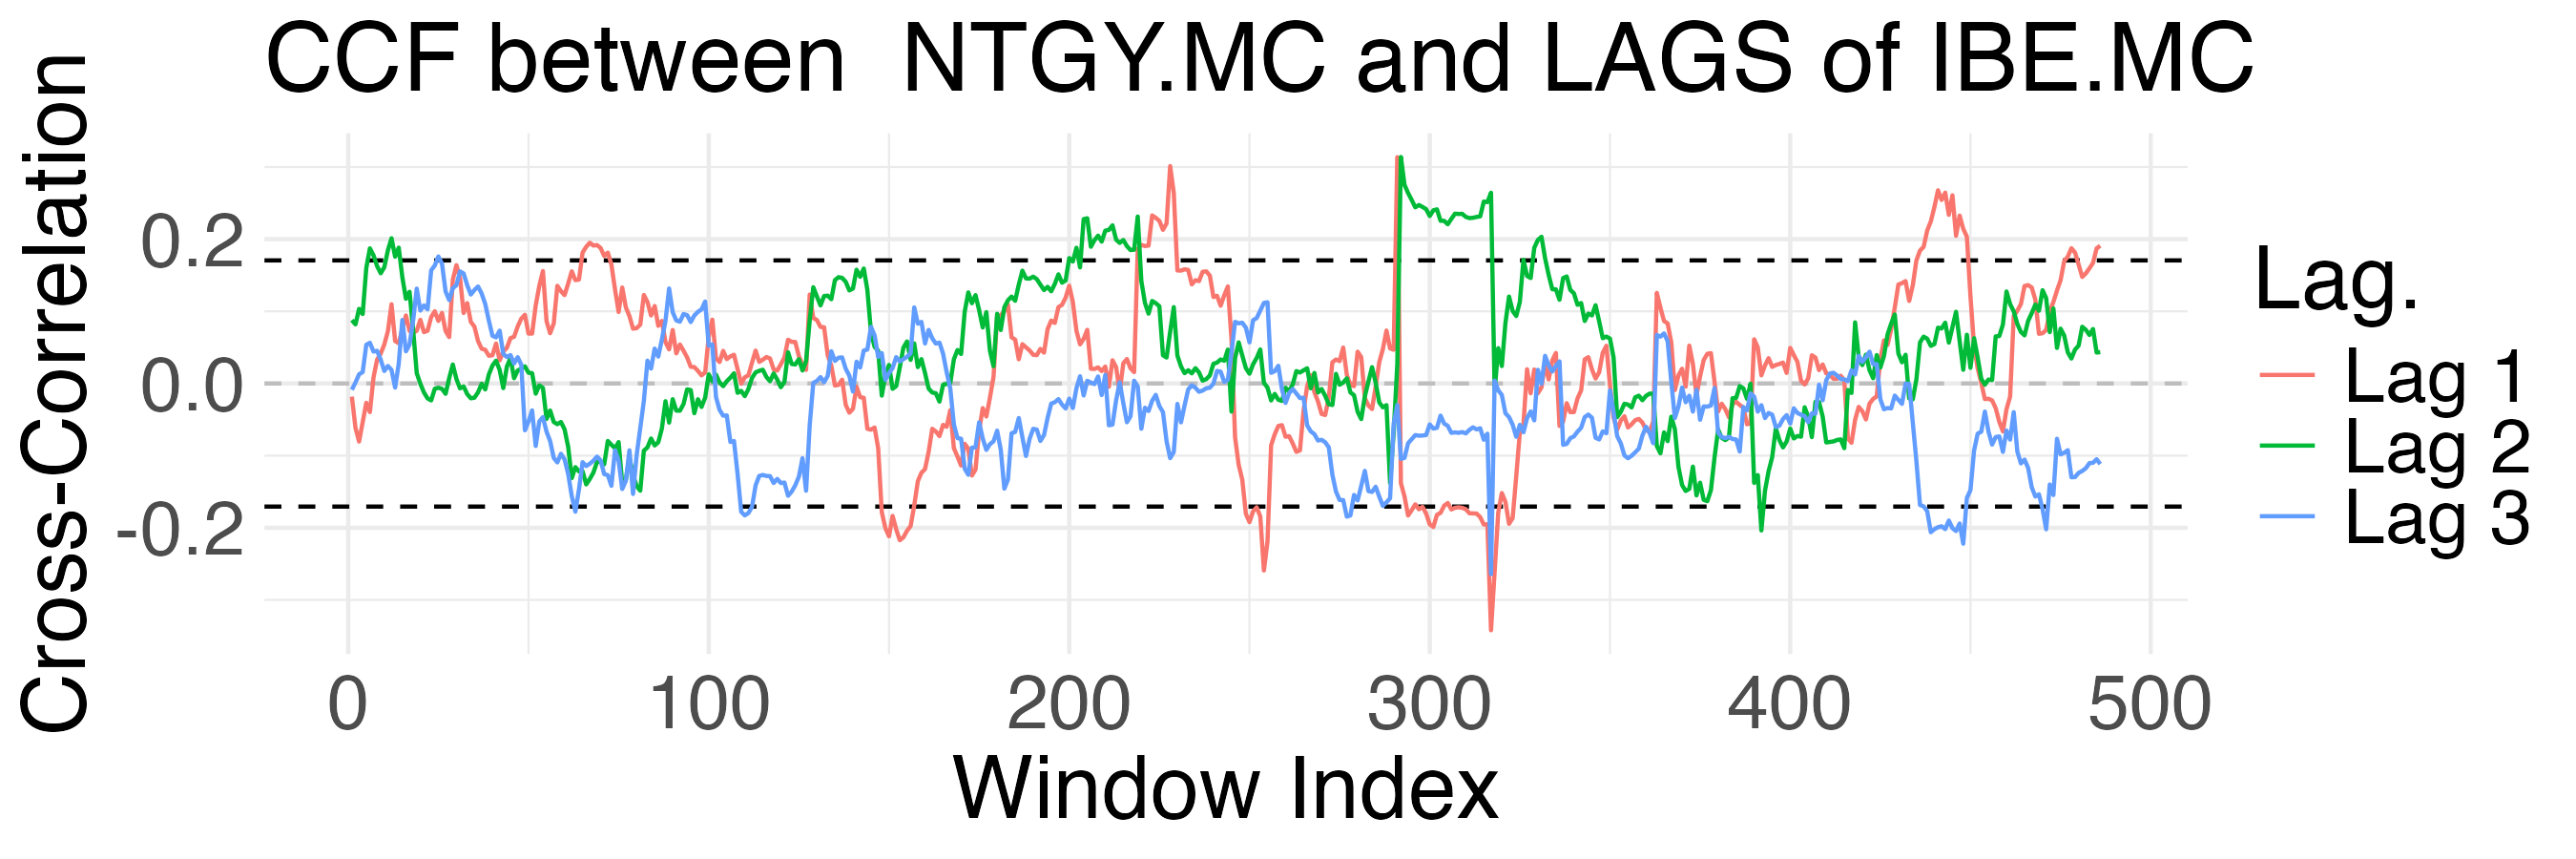 CCF between  NTGY.MC and LAGS of IBE.MC
Cross-Correlation
0.2
0.0
-0.2
0 100 200 300 400 500
Window Index
Lag.
Lag 1
Lag 2
Lag 3